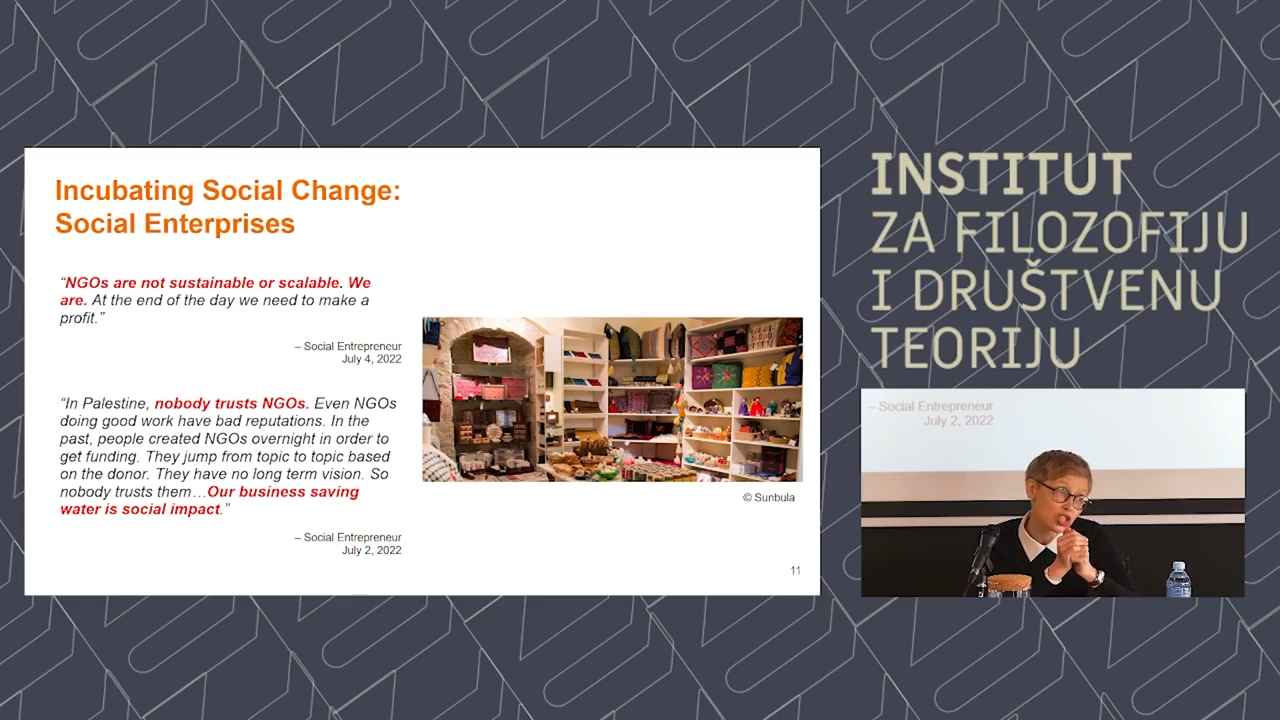 Incubating Social Change:
Social Enterprises
“NGOs are not sustainable or scalable. We
are. At the end of the day we need to make a
profit.”
– Social Entrepreneur
July 4, 2022
“In Palestine, nobody trusts NGOs. Even NGOs
doing good work have bad reputations. In the
past, people created NGOs overnight in order to
get funding. They jump from topic to topic based
on the donor. They have no long term vision. So
nobody trusts them…Our business saving
water is social impact.”
– Social Entrepreneur
July 2, 2022
© Sunbula
11
INSTITUT
ZA FILOZOFIJU
I DRUŠTVENU
TEORIJU
– Social Entrepreneur
July 2, 2022